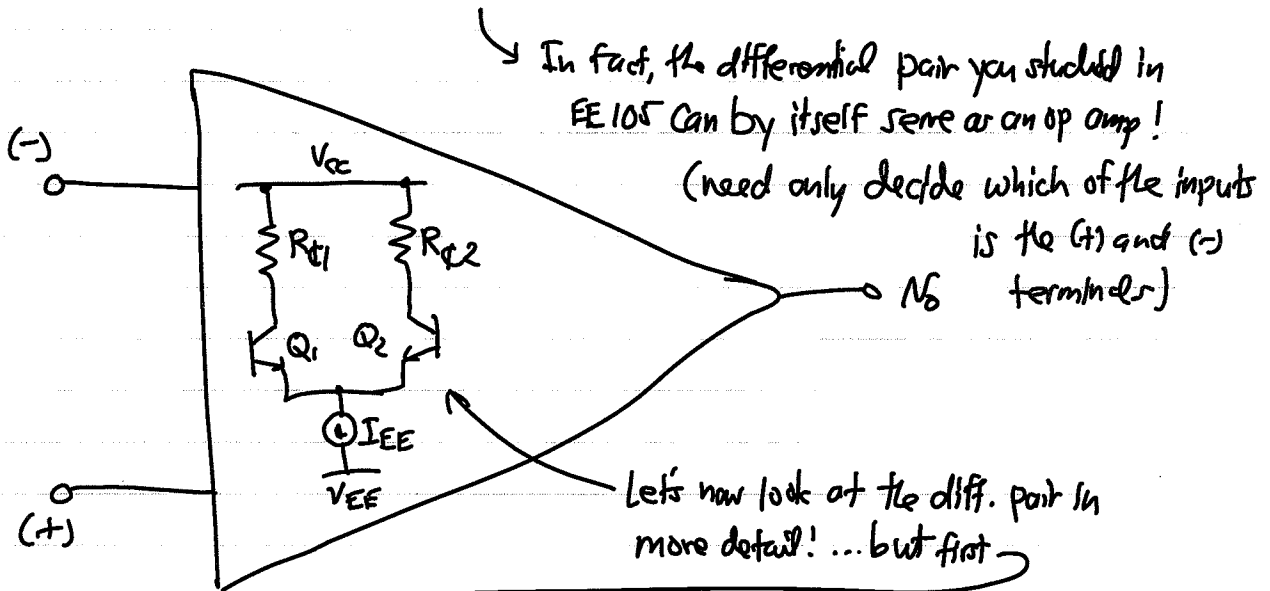 In fact, the differential pair you studied in
EE105 can by itself serve as an op amp!
(need only decide which of the inputs
is the (+) and (-)
terminals)
(-)
Vcc
RC1
RC2
Q1
Q2
IEE
VEE
(+)
vo
Let's now look at the diff. pair in
more detail! ... but first